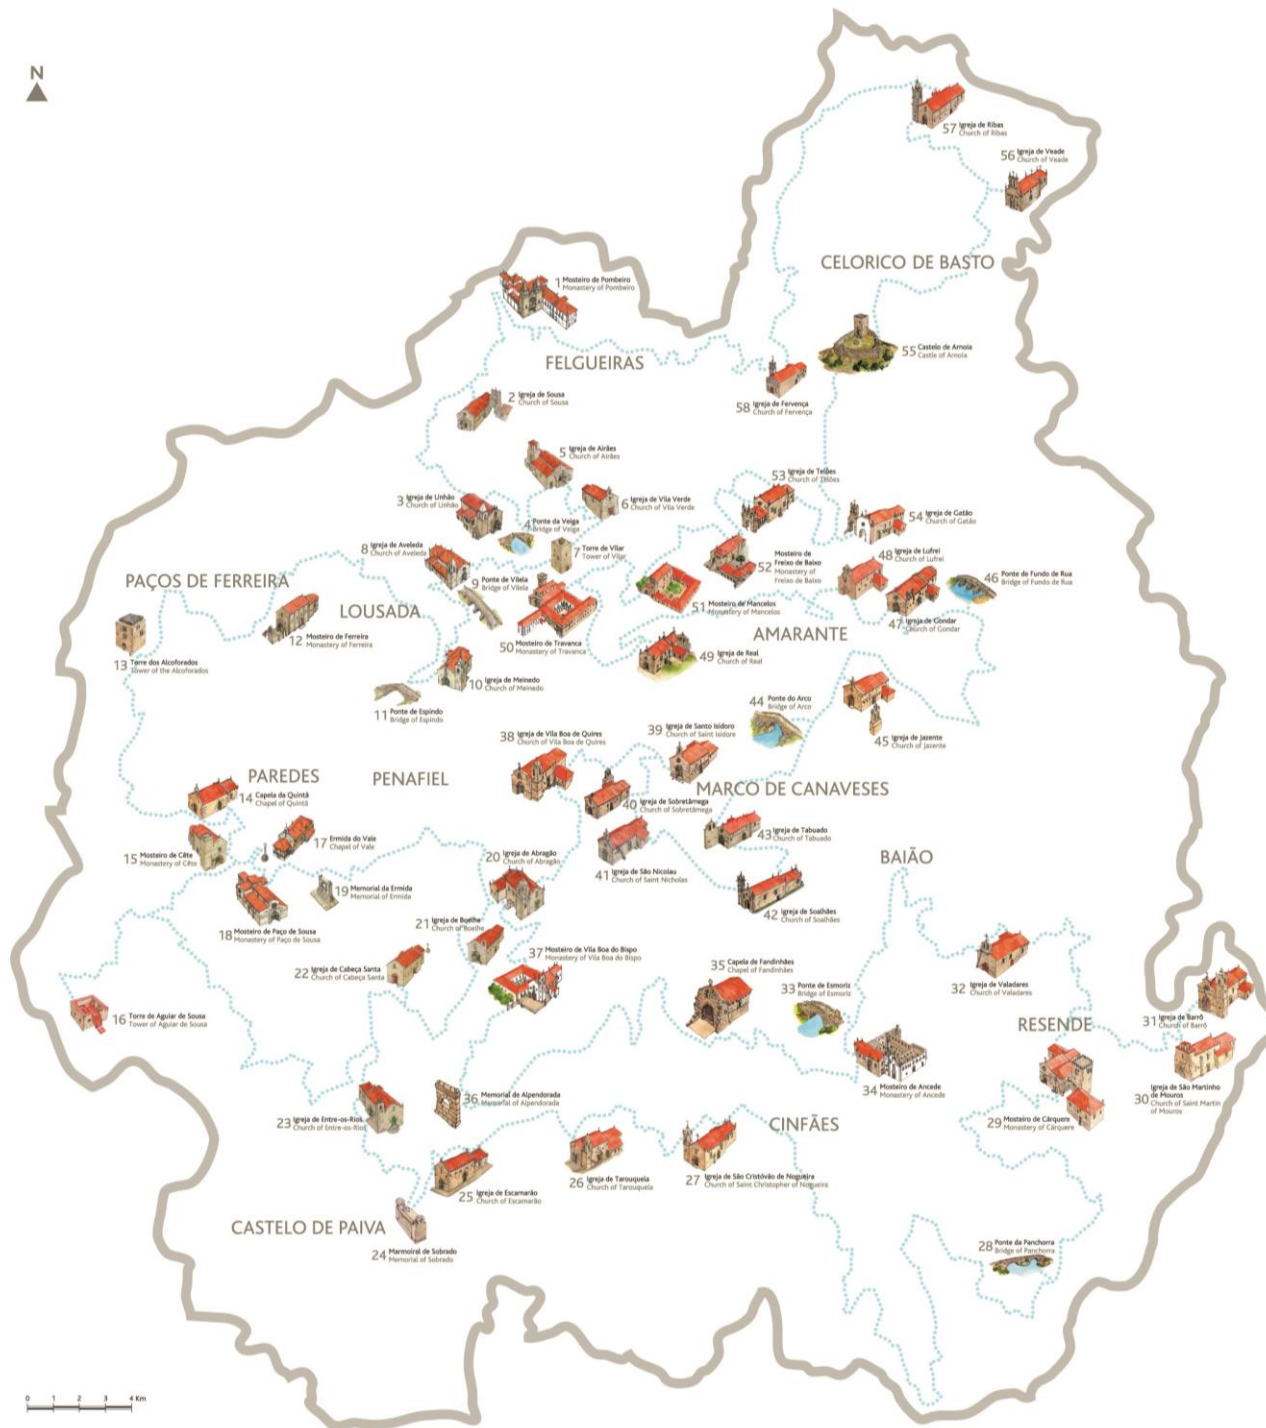 N
57 Igreja de Ribas
Church of Ribas
56 Igreja de Veade
Church of Veade
CELORICO DE BASTO
1 Mosteiro de Pombeiro
Monastery of Pombeiro
55 Castelo de Arnoia
Castle of Arnoia
FELGUEIRAS
58 Igreja de Fervença
Church of Fervença
2 Igreja de Sousa
Church of Sousa
5 Igreja de Airães
Church of Airães
53 Igreja de Telões
Church of Telões
3 Igreja de Unhão
Church of Unhão
6 Igreja de Vila Verde
Church of Vila Verde
54 Igreja de Gatão
Church of Gatão
4 Ponte da Veiga
Bridge of Veiga
8 Igreja de Aveleda
Church of Aveleda
7 Torre de Vilar
Tower of Vilar
52 Mosteiro de
Freixo de Baixo
Monastery of
Freixo de Baixo
48 Igreja de Lufrei
Church of Lufrei
46 Ponte de Fundo de Rua
Bridge of Fundo de Rua
PAÇOS DE FERREIRA
9 Ponte de Vilela
Bridge of Vilela
LOUSADA
51 Mosteiro de Mancelos
Monastery of Mancelos
47 Igreja de Gondar
Church of Gondar
AMARANTE
12 Mosteiro de Ferreira
Monastery of Ferreira
50 Mosteiro de Travanca
Monastery of Travanca
49 Igreja de Real
Church of Real
13 Torre dos Alcoforados
Tower of the Alcoforados
10 Igreja de Meinedo
Church of Meinedo
11 Ponte de Espindo
Bridge of Espindo
44 Ponte do Arco
Bridge of Arco
45 Igreja de Jazente
Church of Jazente
38 Igreja de Vila Boa de Quires
Church of Vila Boa de Quires
39 Igreja de Santo Isidoro
Church of Saint Isidore
PAREDES
PENAFIEL
MARCO DE CANAVESES
14 Capela da Quintã
Chapel of Quintã
40 Igreja de Sobretâmega
Church of Sobretâmega
43 Igreja de Tabuado
Church of Tabuado
17 Ermida do Vale
Chapel of Vale
15 Mosteiro de Cête
Monastery of Cête
20 Igreja de Abragão
Church of Abragão
41 Igreja de São Nicolau
Church of Saint Nicholas
BAIÃO
19 Memorial da Ermida
Memorial of Ermida
42 Igreja de Soalhães
Church of Soalhães
18 Mosteiro de Paço de Sousa
Monastery of Paço de Sousa
21 Igreja de Boelhe
Church of Boelhe
37 Mosteiro de Vila Boa do Bispo
Monastery of Vila Boa do Bispo
22 Igreja de Cabeça Santa
Church of Cabeça Santa
35 Capela de Fandinhães
Chapel of Fandinhães
33 Ponte de Esmoriz
Bridge of Esmoriz
32 Igreja de Valadares
Church of Valadares
16 Torre de Aguiar de Sousa
Tower of Aguiar de Sousa
RESENDE
31 Igreja de Barrô
Church of Barrô
34 Mosteiro de Ancede
Monastery of Ancede
30 Igreja de São Martinho
de Mouros
Church of Saint Martin
of Mouros
36 Memorial de Alpendorada
Memorial of Alpendorada
23 Igreja de Entre-os-Rios
Church of Entre-os-Rios
29 Mosteiro de Cárquere
Monastery of Cárquere
CINFÃES
26 Igreja de Tarouquela
Church of Tarouquela
27 Igreja de São Cristóvão de Nogueira
Church of Saint Christopher of Nogueira
25 Igreja de Escamarão
Church of Escamarão
CASTELO DE PAIVA
24 Marmoiral de Sobrado
Memorial of Sobrado
28 Ponte da Panchorra
Bridge of Panchorra
0 1 2 3 4 Km